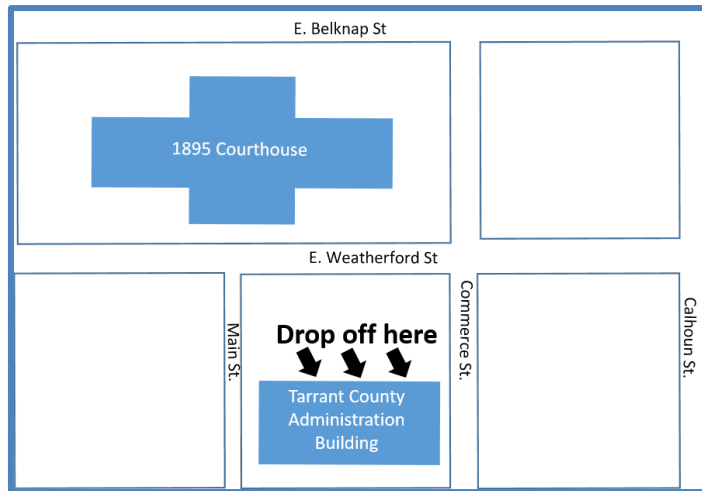 E. Belknap St
1895 Courthouse
E. Weatherford St
Main St.
Commerce St.
Calhoun St.
Drop off here
Tarrant County
Administration
Building